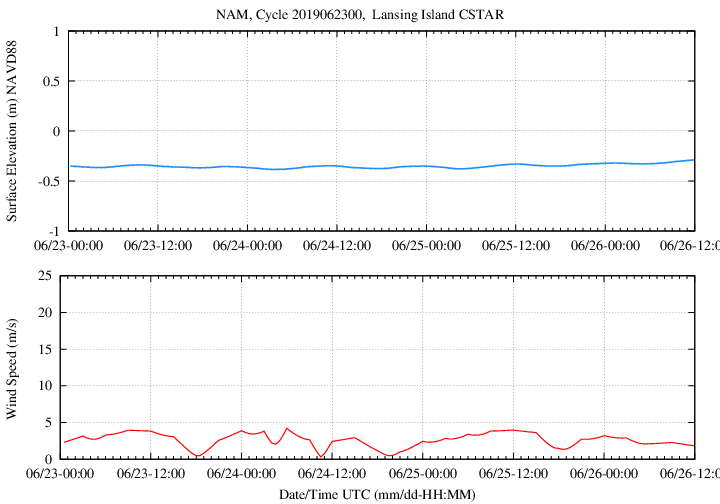 NAM, Cycle 2019062300,  Lansing Island CSTAR
Surface Elevation (m) NAVD88
1
0.5
0
-0.5
-1
06/23-00:00 06/23-12:00 06/24-00:00 06/24-12:00 06/25-00:00 06/25-12:00 06/26-00:00 06/26-12:0
Wind Speed (m/s)
25
20
15
10
5
0
06/23-00:00 06/23-12:00 06/24-00:00 06/24-12:00 06/25-00:00 06/25-12:00 06/26-00:00 06/26-12:0
Date/Time UTC (mm/dd-HH:MM)